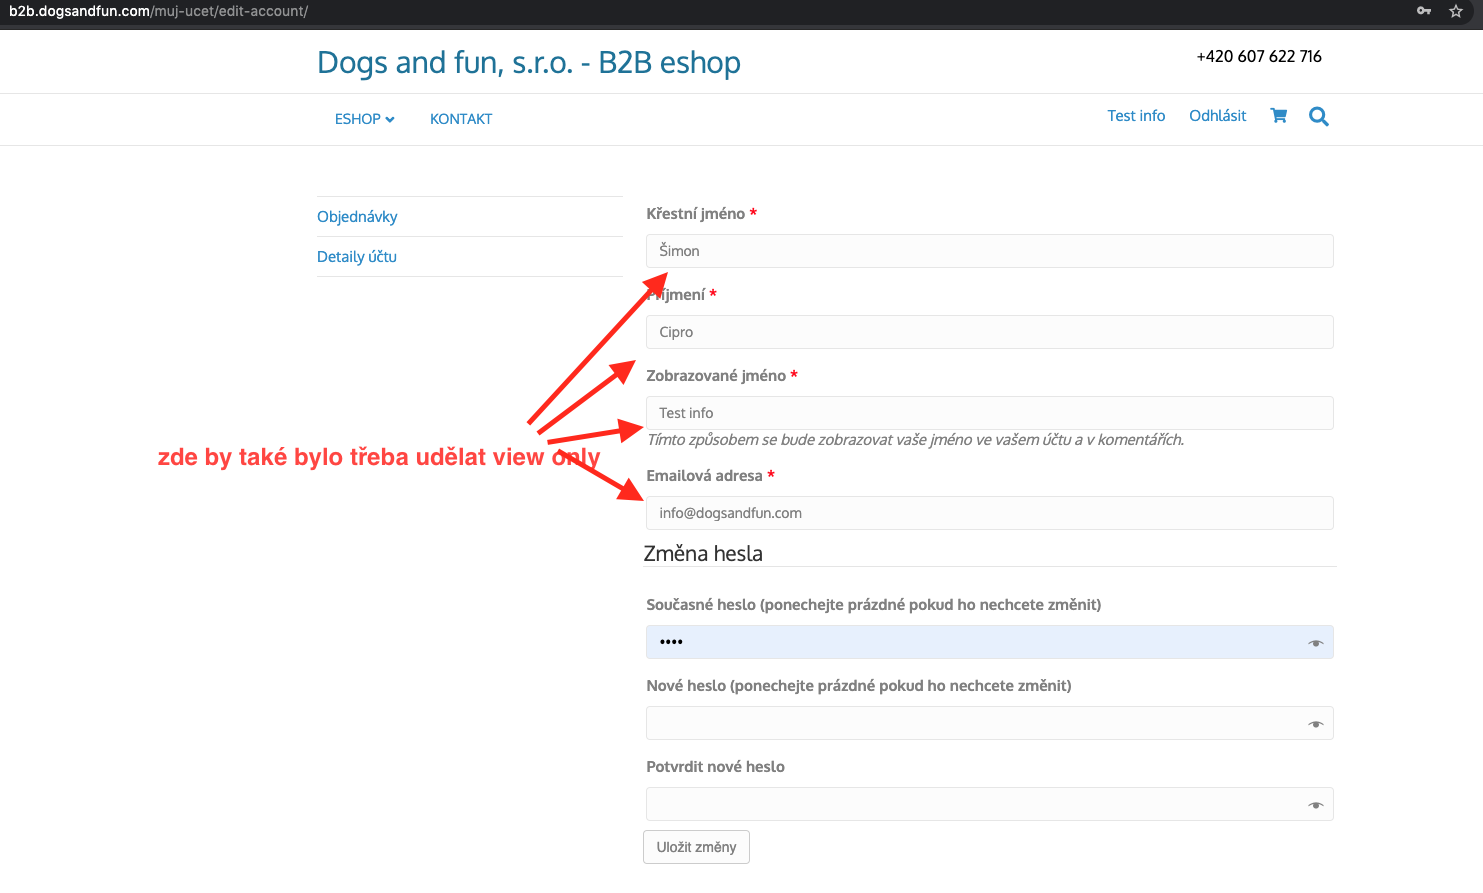 b2b.dogsandfun.com/muj-ucet/edit-account/
Dogs and fun, s.r.o. - B2B eshop
+420 607 622 716
ESHOP
KONTAKT
Test info
Odhlásit
Objednávky
Detaily účtu
Křestní jméno *
Šimon
Příjmení *
Cipro
Zobrazované jméno *
Test info
Tímto způsobem se bude zobrazovat vaše jméno ve vašem účtu a v komentářích.
zde by také bylo třeba udělat view only
Emailová adresa *
info@dogsandfun.com
Změna hesla
Současné heslo (ponechejte prázdné pokud ho nechcete změnit)
••••
Nové heslo (ponechejte prázdné pokud ho nechcete změnit)
Potvrdit nové heslo
Uložit změny